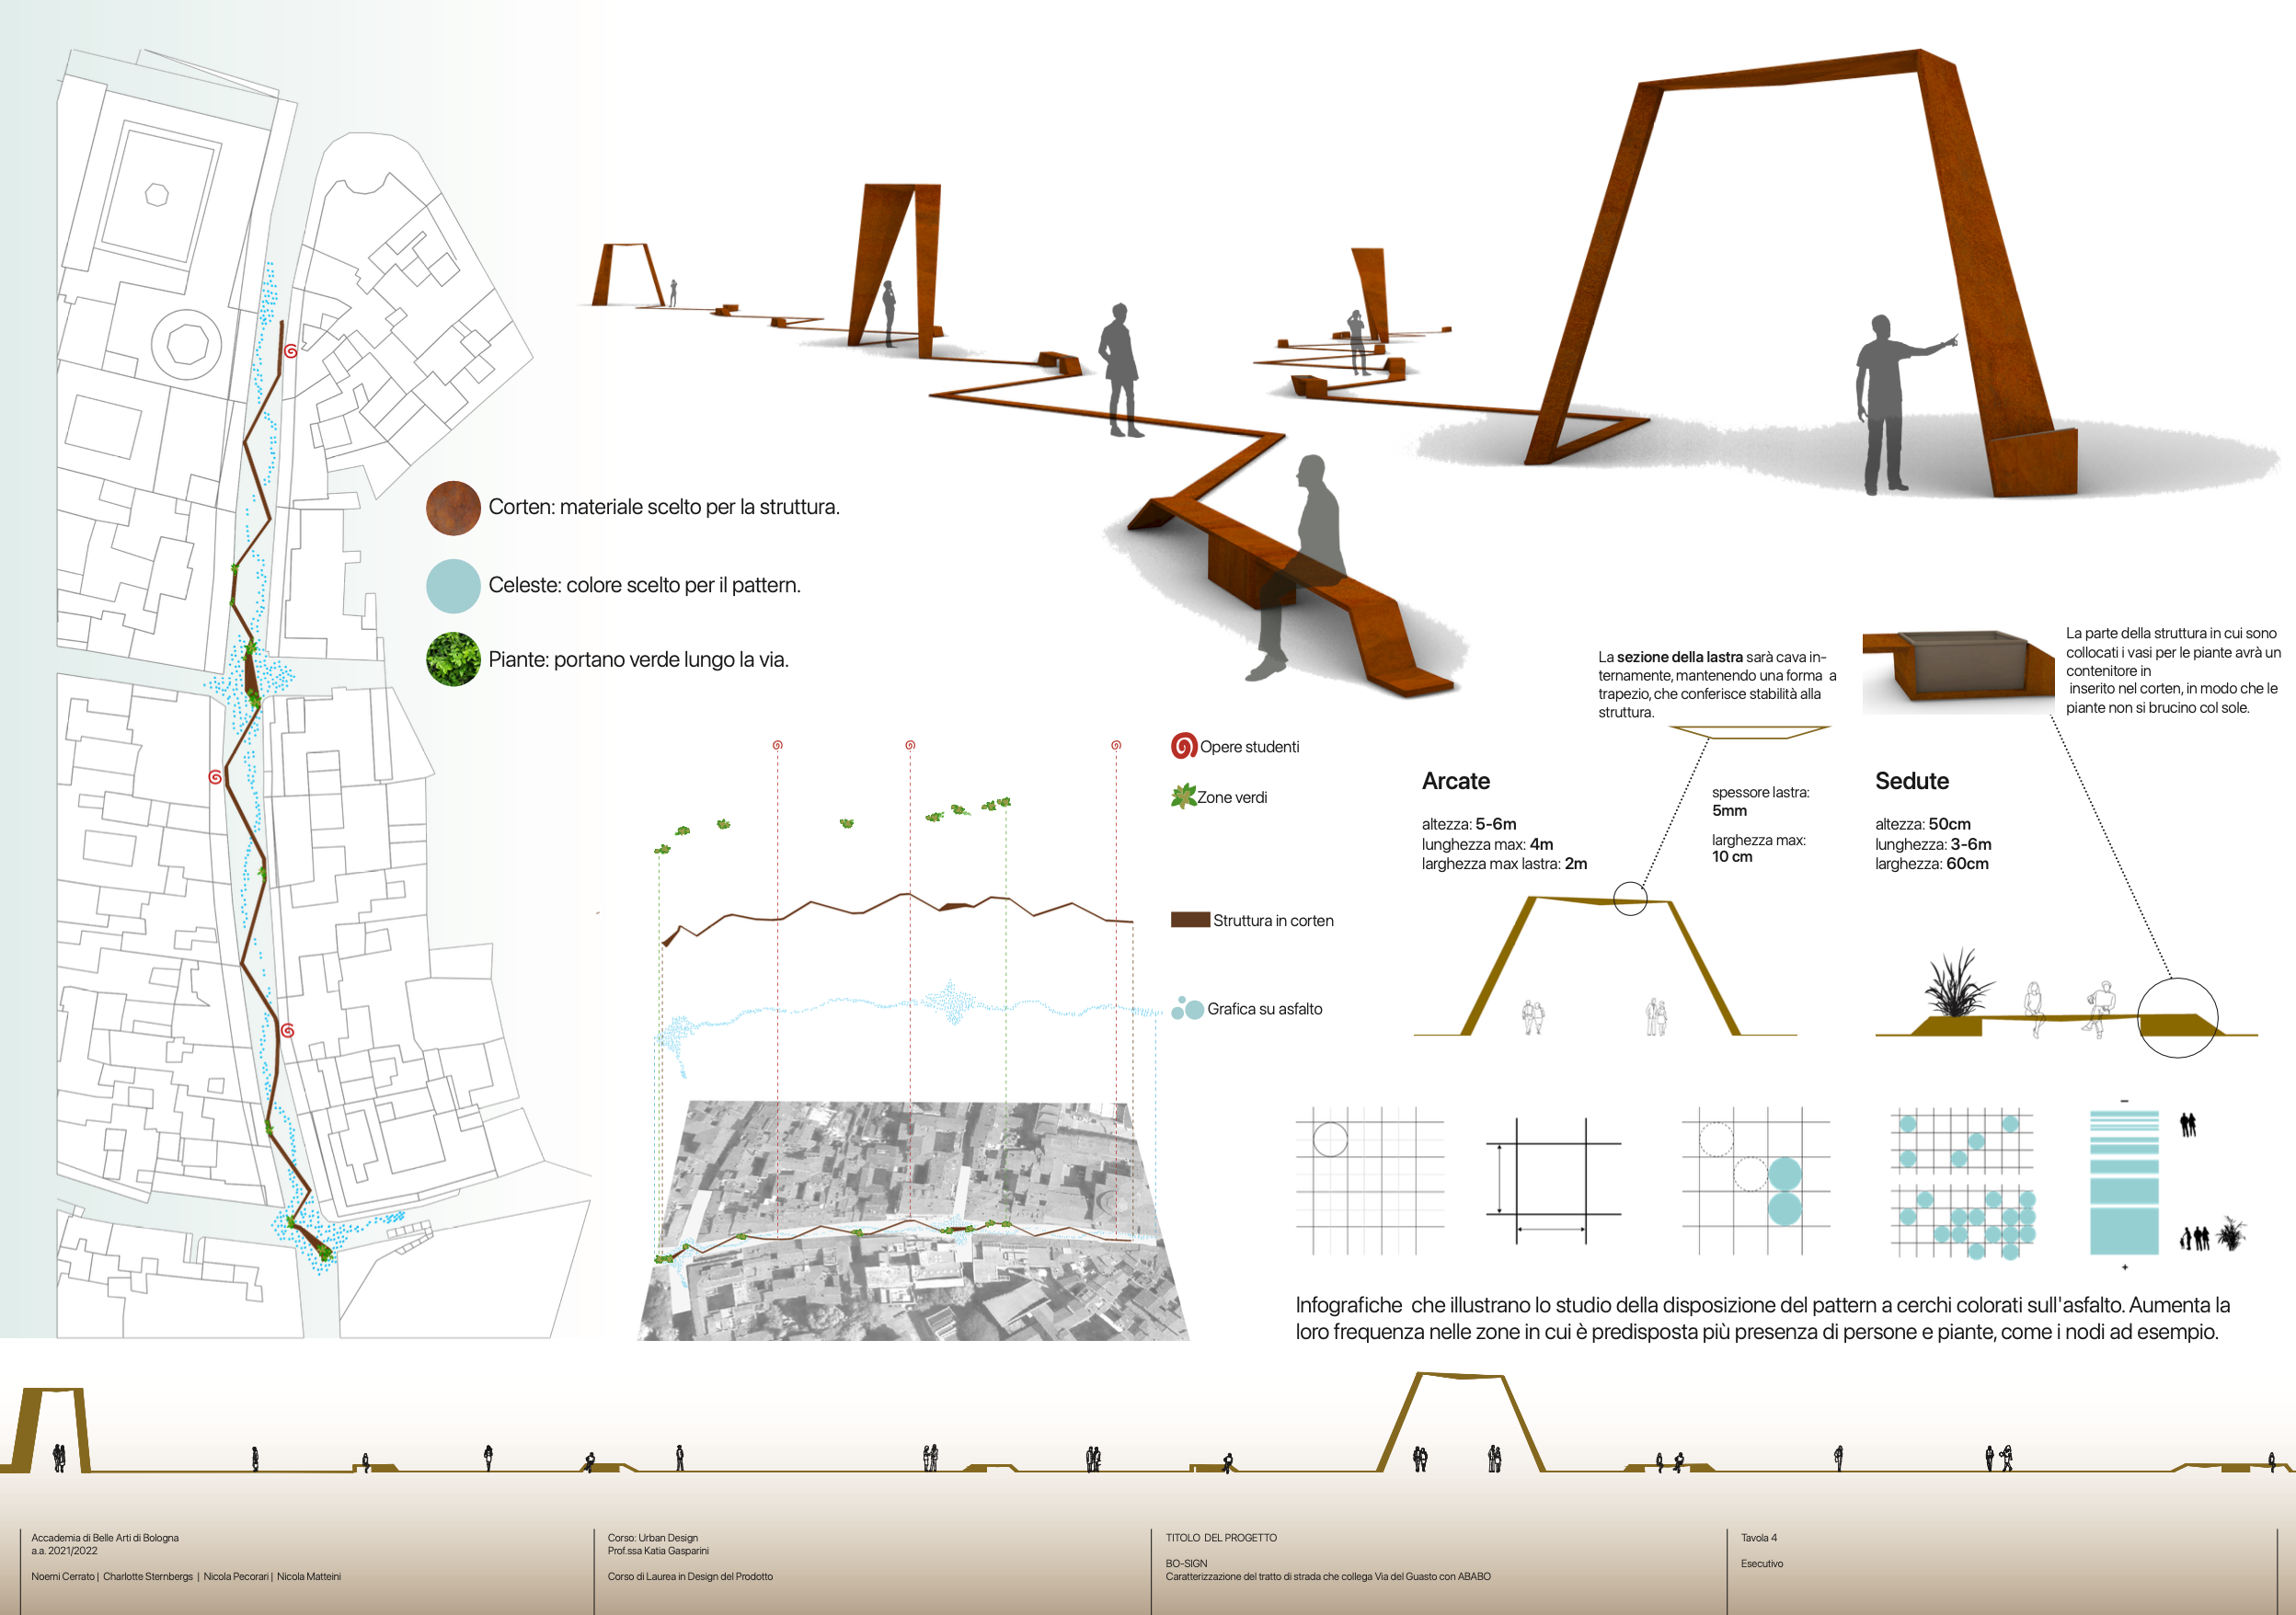 Corten: materiale scelto per la struttura.
Celeste: colore scelto per il pattern.
Piante: portano verde lungo la via.
La sezione della lastra sarà cava in-
ternamente, mantenendo una forma a
trapezio, che conferisce stabilità alla
struttura.
La parte della struttura in cui sono
collocati i vasi per le piante avrà un
contenitore in
inserito nel corten, in modo che le
piante non si brucino col sole.
Opere studenti
Zone verdi
Struttura in corten
Grafica su asfalto
Arcate
altezza: 5-6m
lunghezza max: 4m
larghezza max lastra: 2m
spessore lastra:
5mm
larghezza max:
10 cm
Sedute
altezza: 50cm
lunghezza: 3-6m
larghezza: 60cm
−
+
Infografiche che illustrano lo studio della disposizione del pattern a cerchi colorati sull'asfalto. Aumenta la
loro frequenza nelle zone in cui è predisposta più presenza di persone e piante, come i nodi ad esempio.
Accademia di Belle Arti di Bologna
a.a. 2021/2022
Noemi Cerrato | Charlotte Sternbergs | Nicola Pecorari | Nicola Matteini
Corso: Urban Design
Prof.ssa Katia Gasparini
Corso di Laurea in Design del Prodotto
TITOLO DEL PROGETTO
BO-SIGN
Caratterizzazione del tratto di strada che collega Via del Guasto con ABABO
Tavola 4
Esecutivo